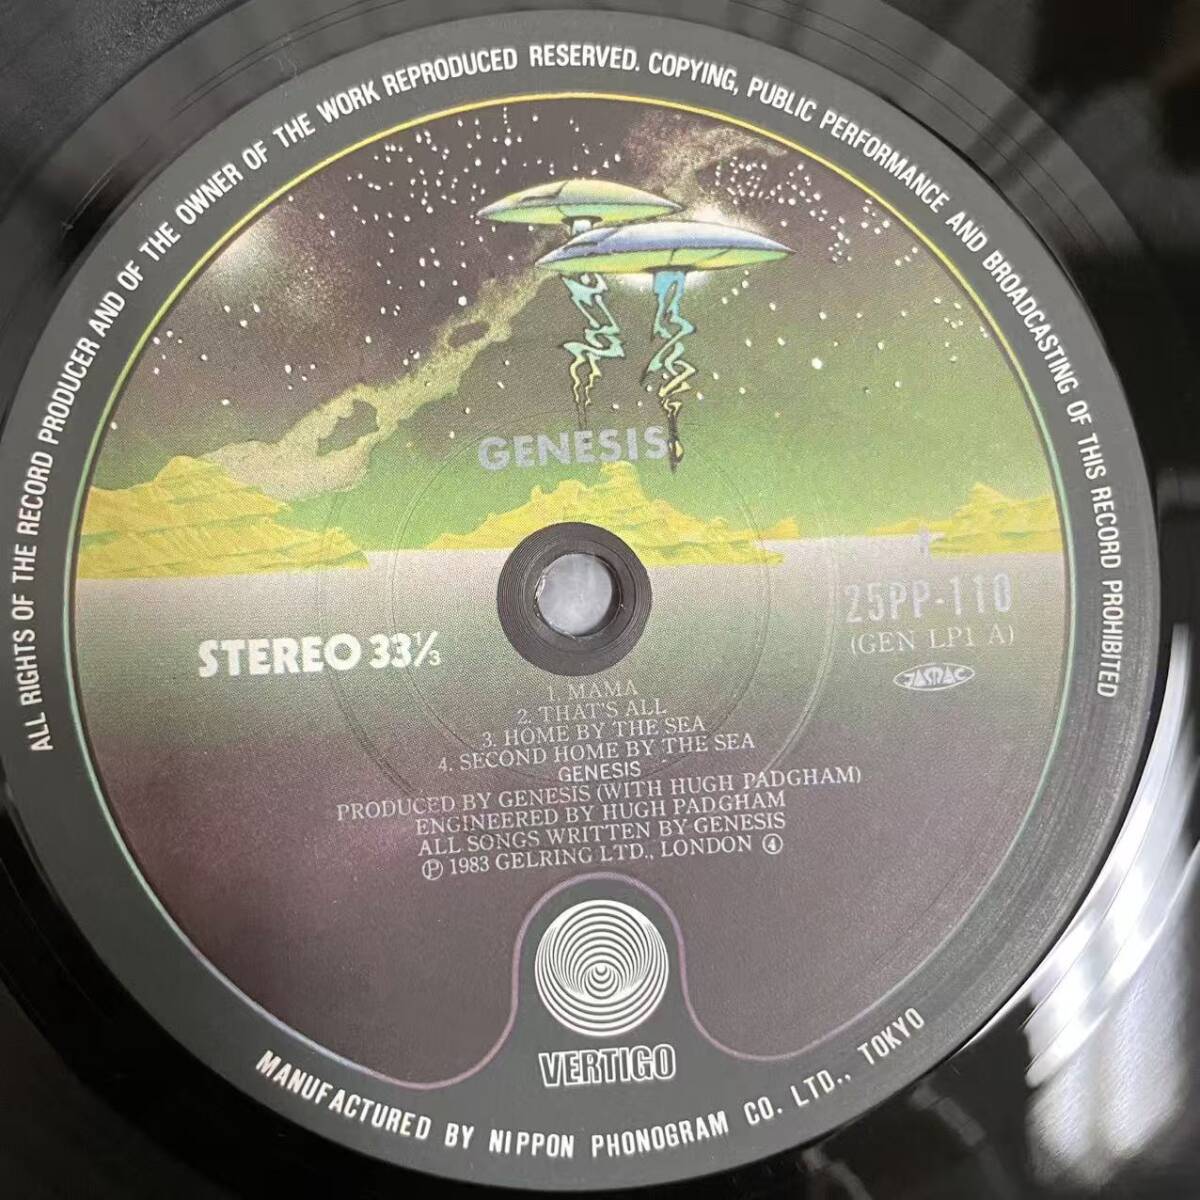 ALL RIGHTS OF THE RECORD PRODUCER AND OF THE OWNER OF THE WORK REPRODUCED RESERVED. COPYING, PUBLIC PERFORMANCE AND BROADCASTING OF THIS RECORD PROHIBITED
GENESIS
25PP-110
(GEN LP1 A)
JASRAC
STEREO 33⅓
1. MAMA
2. THAT'S ALL
3. HOME BY THE SEA
4. SECOND HOME BY THE SEA
GENESIS
PRODUCED BY GENESIS (WITH HUGH PADGHAM)
ENGINEERED BY HUGH PADGHAM
ALL SONGS WRITTEN BY GENESIS
Ⓟ 1983 GELRING LTD., LONDON ④
VERTIGO
MANUFACTURED BY NIPPON PHONOGRAM CO. LTD., TOKYO